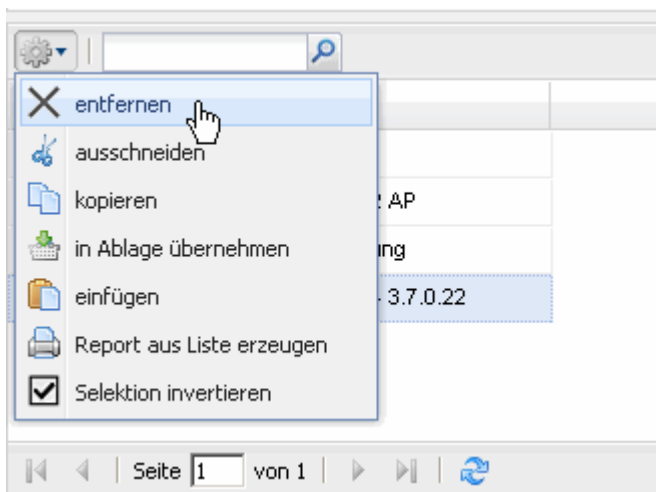 entfernen
ausschneiden
kopieren
AP
in Ablage übernehmen
ng
einfügen
3.7.0.22
Report aus Liste erzeugen
Selektion invertieren
Seite 1 von 1